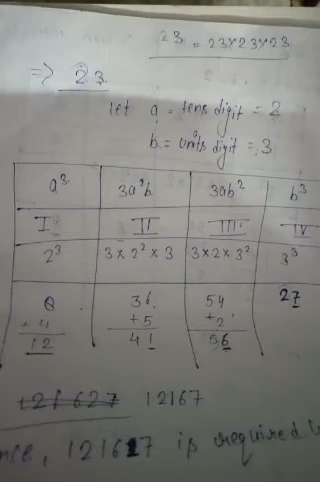 23 = 23×23×23
=> 23
let a = tens digit = 2
b = units digit = 3
a³ 3a²b 3ab² b³
I II III IV
2³ 3×2²×3 3×2×3² 3³
8 36 54 27
+4 +5 +2
12 41 56
121627 12167
nce, 12167 is required